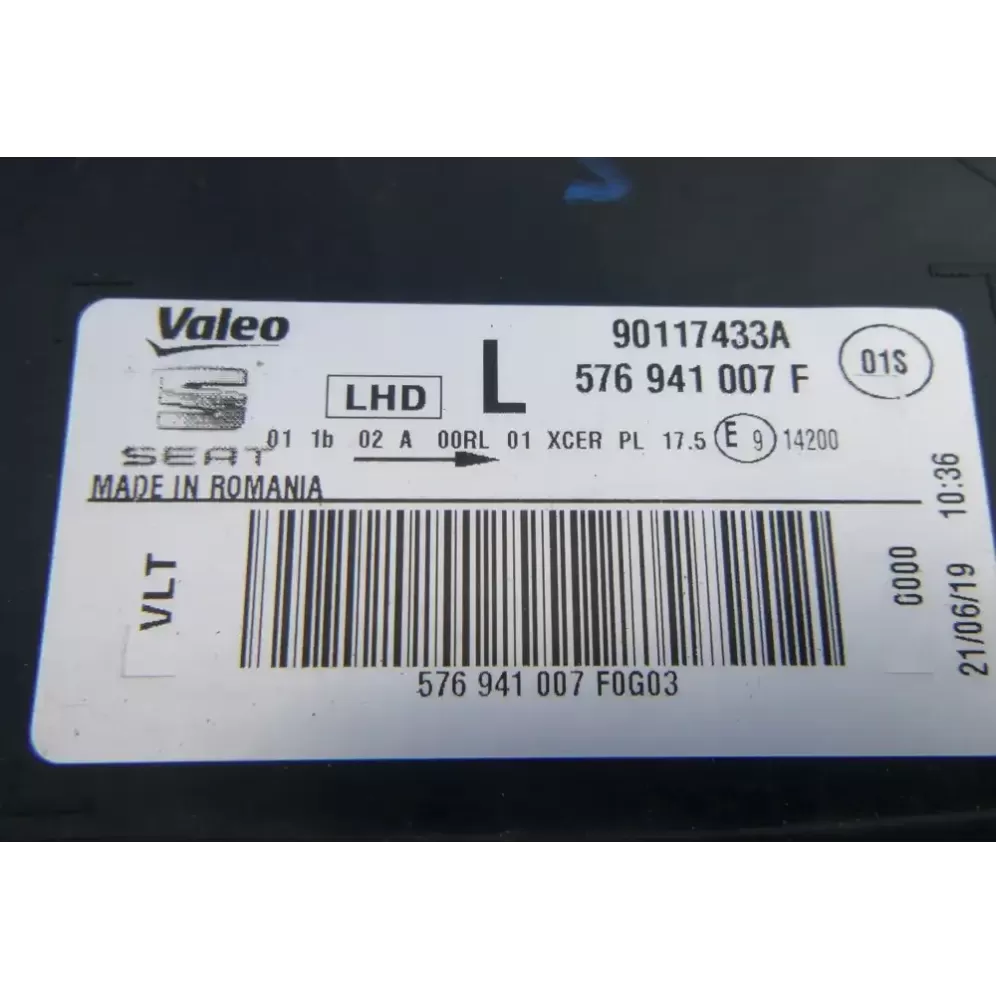 Valeo
LHD
L
90117433A
576 941 007 F
01S
SEAT
01 1b 02 A 00RL 01 XCER PL 17.5 E 9 14200
MADE IN ROMANIA
VLT
0000
21/06/19 10:36
576 941 007 F0G03